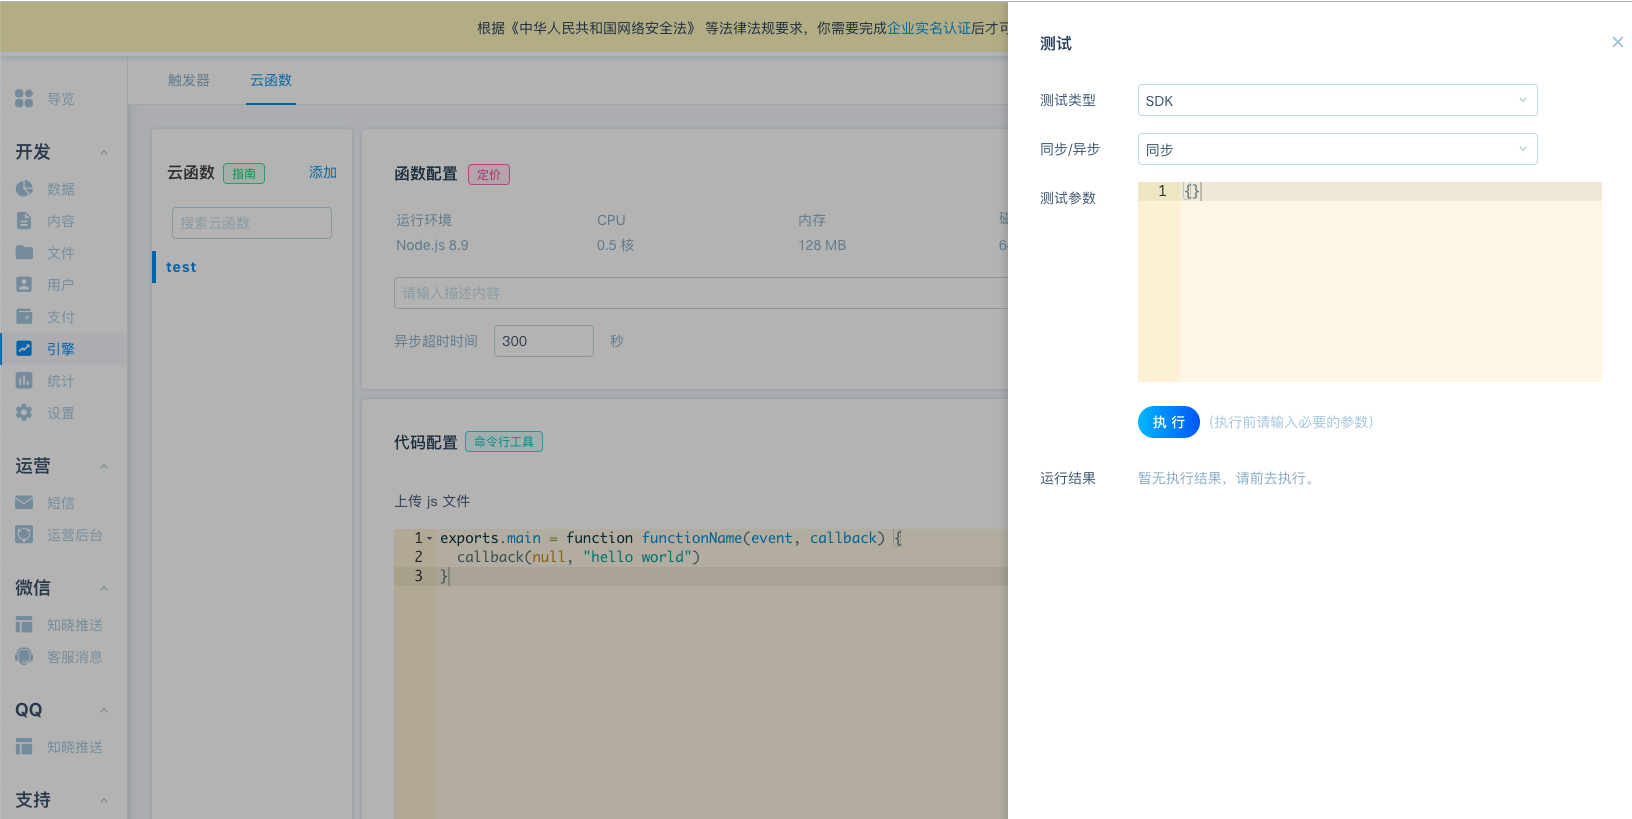 根据《中华人民共和国网络安全法》 等法律法规要求，你需要完成企业实名认证后才可
导览
开发
数据
内容
文件
用户
支付
引擎
统计
设置
运营
短信
运营后台
微信
知晓推送
客服消息
QQ
知晓推送
支持
触发器
云函数
云函数
指南
添加
搜索云函数
test
函数配置
定价
运行环境
CPU
内存
Node.js 8.9
0.5 核
128 MB
请输入描述内容
异步超时时间
300
秒
代码配置
命令行工具
上传 js 文件
1 exports.main = function functionName(event, callback) {
2 callback(null, "hello world")
3 }
测试
测试类型
SDK
同步/异步
同步
测试参数
1 {}
执 行
（执行前请输入必要的参数）
运行结果
暂无执行结果，请前去执行。